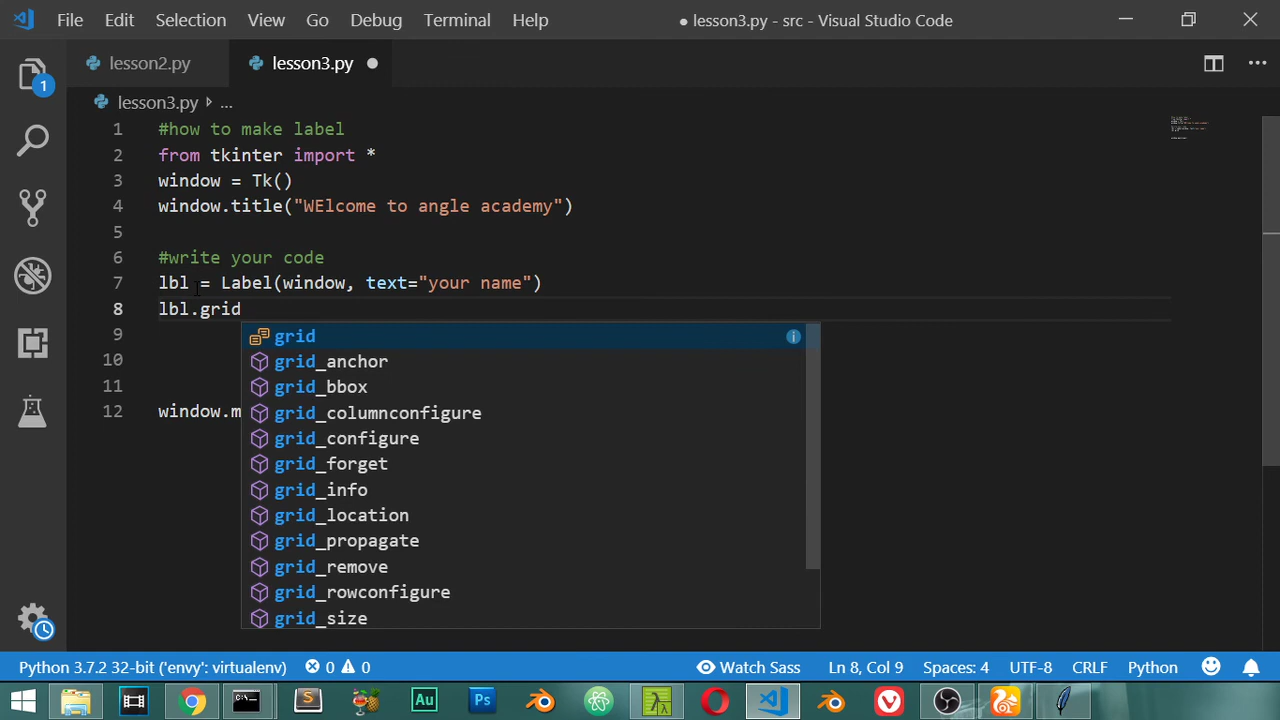 File Edit Selection View Go Debug Terminal Help ● lesson3.py - src - Visual Studio Code
lesson2.py lesson3.py
lesson3.py ...
1 #how to make label
2 from tkinter import *
3 window = Tk()
4 window.title("WElcome to angle academy")
5
6 #write your code
7 lbl = Label(window, text="your name")
8 lbl.grid
9 grid
10 grid_anchor
11 grid_bbox
12 window.m grid_columnconfigure
grid_configure
grid_forget
grid_info
grid_location
grid_propagate
grid_remove
grid_rowconfigure
grid_size
1
Python 3.7.2 32-bit ('envy': virtualenv) 0 0 Watch Sass Ln 8, Col 9 Spaces: 4 UTF-8 CRLF Python
S Au Ps λ